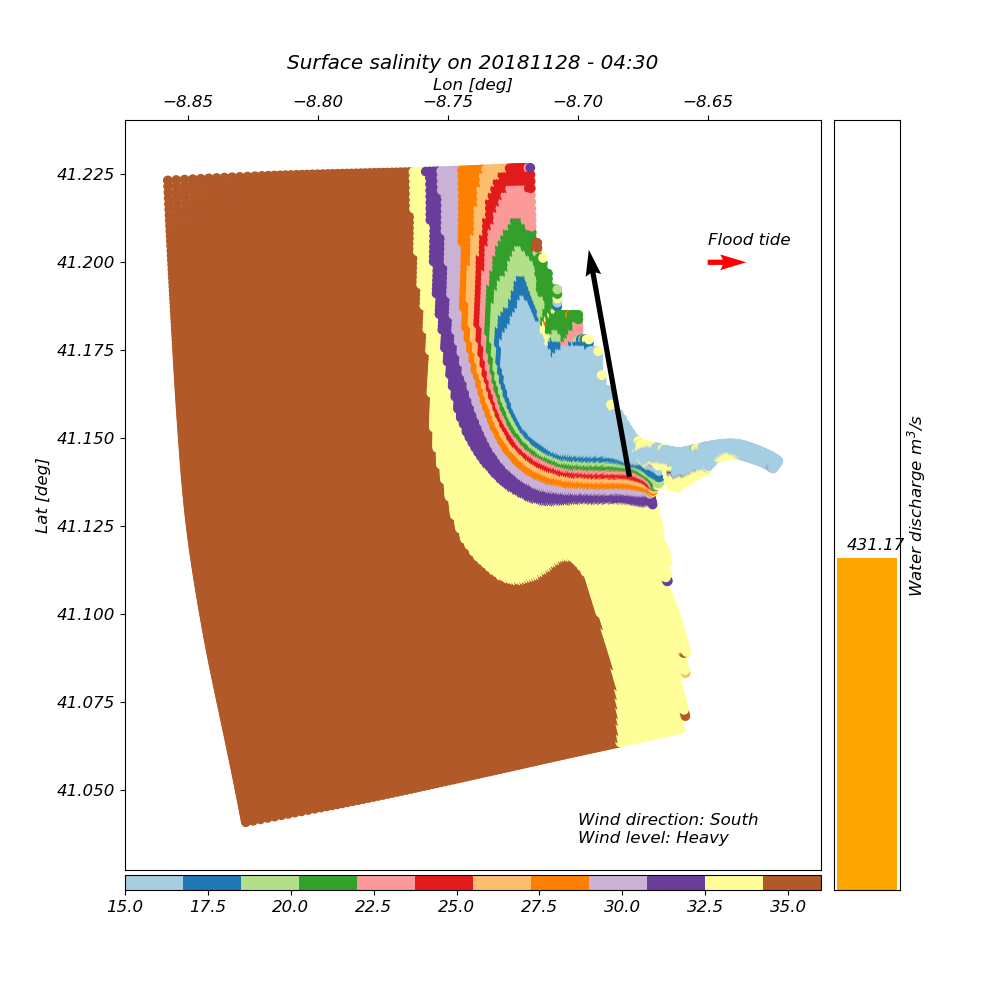 Surface salinity on 20181128 - 04:30
Lon [deg]
−8.85 −8.80 −8.75 −8.70 −8.65
41.225
41.200
41.175
41.150
41.125
41.100
41.075
41.050
Lat [deg]
Flood tide
Wind direction: South
Wind level: Heavy
15.0 17.5 20.0 22.5 25.0 27.5 30.0 32.5 35.0
431.17
Water discharge m³/s